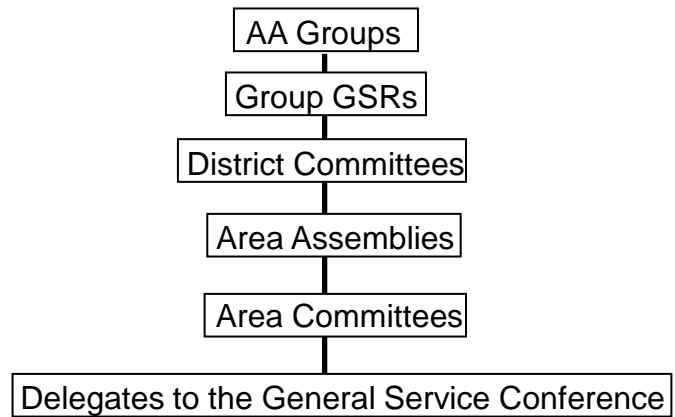 AA Groups
Group GSRs
District Committees
Area Assemblies
Area Committees
Delegates to the General Service Conference